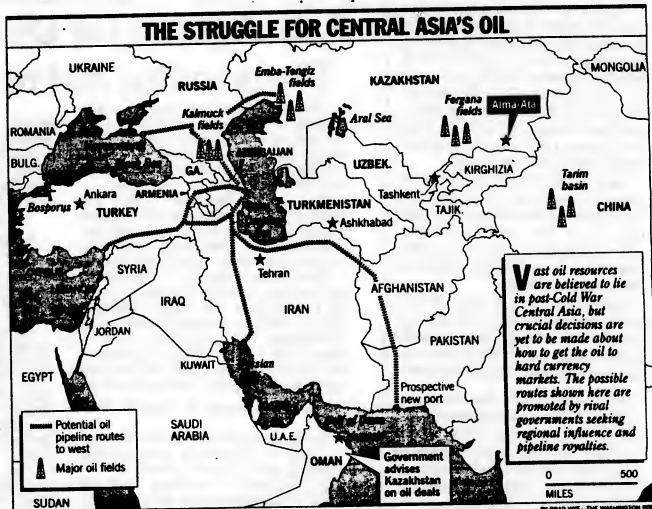 THE STRUGGLE FOR CENTRAL ASIA'S OIL
UKRAINE
RUSSIA
Emba-Tengiz
fields
KAZAKHSTAN
MONGOLIA
Kalmuck
fields
Fergana
fields
Alma-Ata
Aral Sea
ROMANIA
BULG.
GA.
UZBEK.
KIRGHIZIA
Tarim
basin
Bosporus
Ankara
ARMENIA
TURKEY
TURKMENISTAN
Tashkent
TAJIK.
CHINA
Ashkhabad
SYRIA
Tehran
AFGHANISTAN
IRAQ
IRAN
JORDAN
PAKISTAN
EGYPT
KUWAIT
Prospective
new port
SAUDI
ARABIA
U.A.E.
OMAN
SUDAN
Potential oil
pipeline routes
to west
Major oil fields
Government
advises
Kazakhstan
on oil deals
Vast oil resources
are believed to lie
in post-Cold War
Central Asia, but
crucial decisions are
yet to be made about
how to get the oil to
hard currency
markets. The possible
routes shown here are
promoted by rival
governments seeking
regional influence and
pipeline royalties.
0 500
MILES
THE WASHINGTON